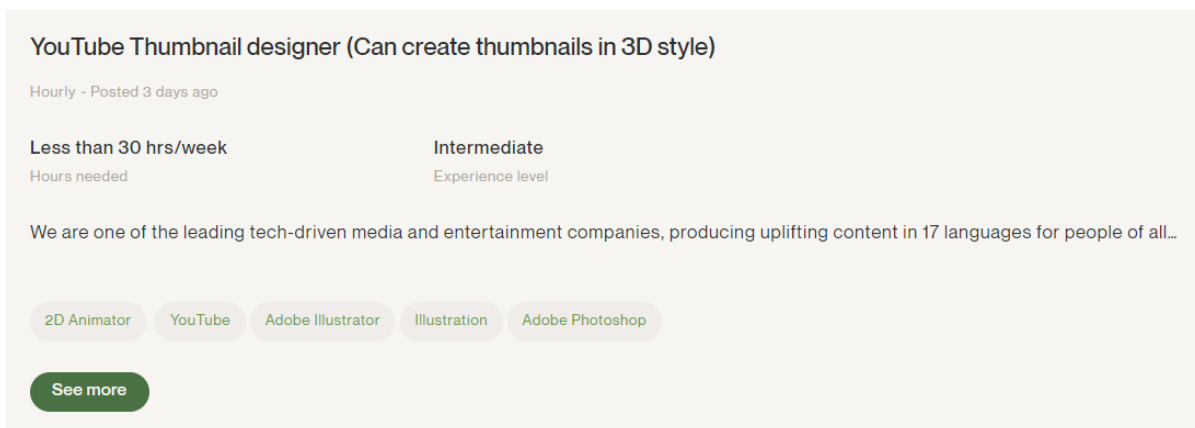 YouTube Thumbnail designer (Can create thumbnails in 3D style)
Hourly - Posted 3 days ago
Less than 30 hrs/week
Intermediate
Hours needed
Experience level
We are one of the leading tech-driven media and entertainment companies, producing uplifting content in 17 languages for people of all...
2D Animator
YouTube
Adobe Illustrator
Illustration
Adobe Photoshop
See more